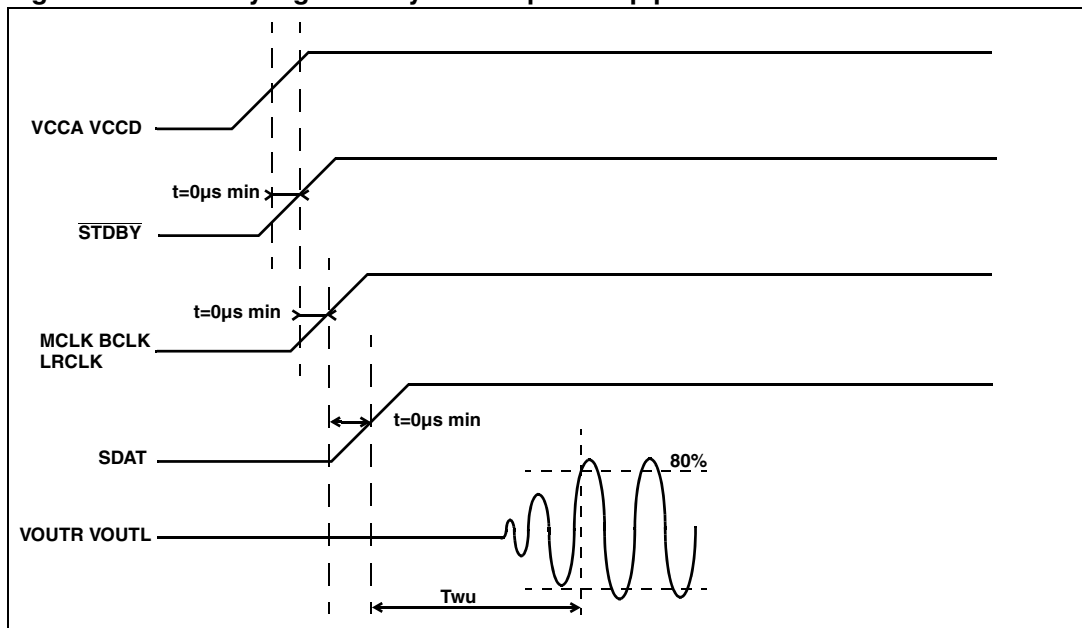 VCCA VCCD
t=0µs min
STDBY
t=0µs min
MCLK BCLK
LRCLK
t=0µs min
SDAT
80%
VOUTR VOUTL
Twu